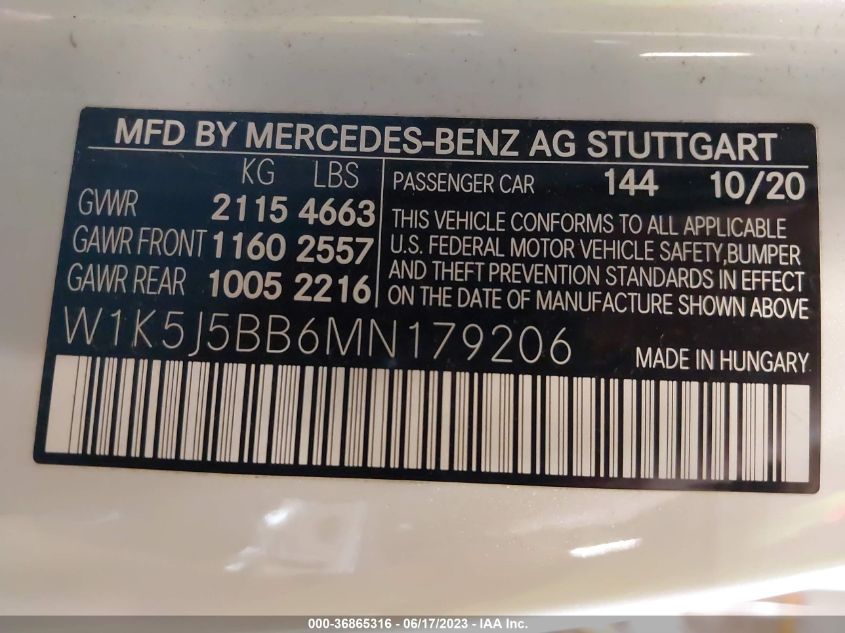 MFD BY MERCEDES-BENZ AG STUTTGART
KG LBS
GVWR 2115 4663
GAWR FRONT 1160 2557
GAWR REAR 1005 2216
PASSENGER CAR 144 10/20
THIS VEHICLE CONFORMS TO ALL APPLICABLE
U.S. FEDERAL MOTOR VEHICLE SAFETY,BUMPER
AND THEFT PREVENTION STANDARDS IN EFFECT
ON THE DATE OF MANUFACTURE SHOWN ABOVE
W1K5J5BB6MN179206
MADE IN HUNGARY
000-36865316 - 06/17/2023 - IAA, Inc.